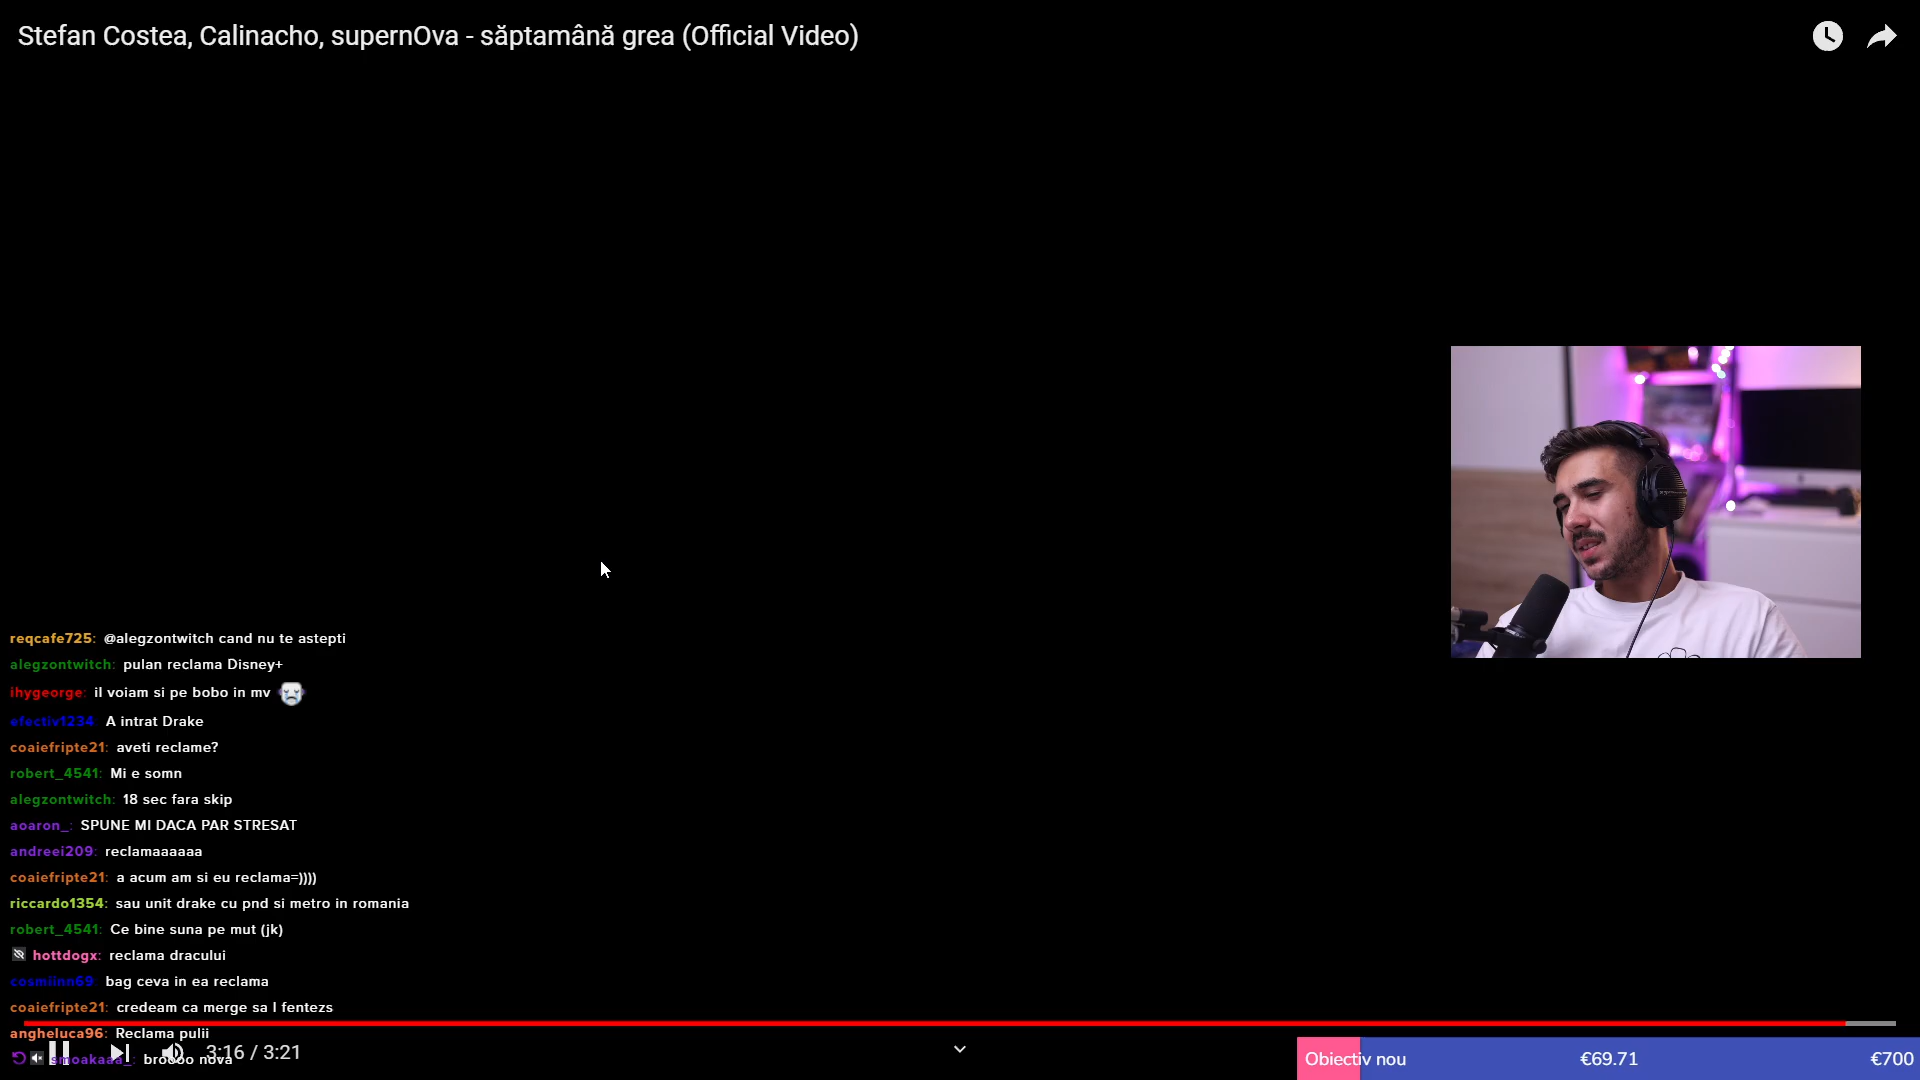 Stefan Costea, Calinacho, supernOva - săptamână grea (Official Video)
reqcafe725: @alegzontwitch cand nu te astepti
alegzontwitch: pulan reclama Disney+
ihygeorge: il voiam si pe bobo in mv
efectiv1234 A intrat Drake
coaiefripte21: aveti reclame?
robert_4541: Mi e somn
alegzontwitch: 18 sec fara skip
aoaron_: SPUNE MI DACA PAR STRESAT
andreei209: reclamaaaaaa
coaiefripte21: a acum am si eu reclama=))))
riccardo1354: sau unit drake cu pnd si metro in romania
robert_4541: Ce bine suna pe mut (jk)
hottdogx: reclama dracului
cosmiinn69 bag ceva in ea reclama
coaiefripte21: credeam ca merge sa l fentezs
angheluca96: Reclama pulii
smoakaaa_: broooo nova
3:16 / 3:21
Obiectiv nou €69.71 €700